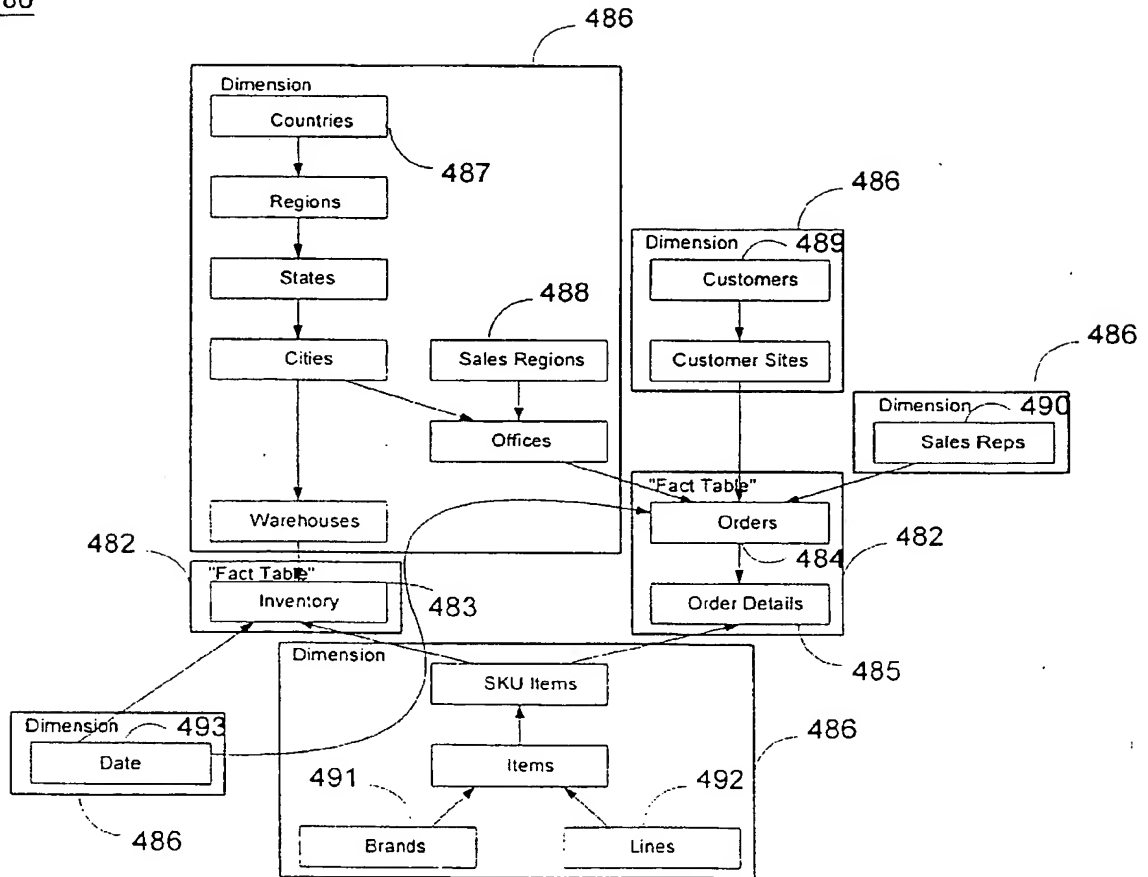 486
Dimension
Countries
487
Regions
486
Dimension
489
Customers
States
488
486
Cities
Sales Regions
Customer Sites
Dimension
490
Sales Reps
Offices
"Fact Table"
Warehouses
Orders
482
484
482
"Fact Table"
483
Inventory
Order Details
Dimension
485
SKU Items
Dimension
493
486
Date
Items
491
492
486
Brands
Lines